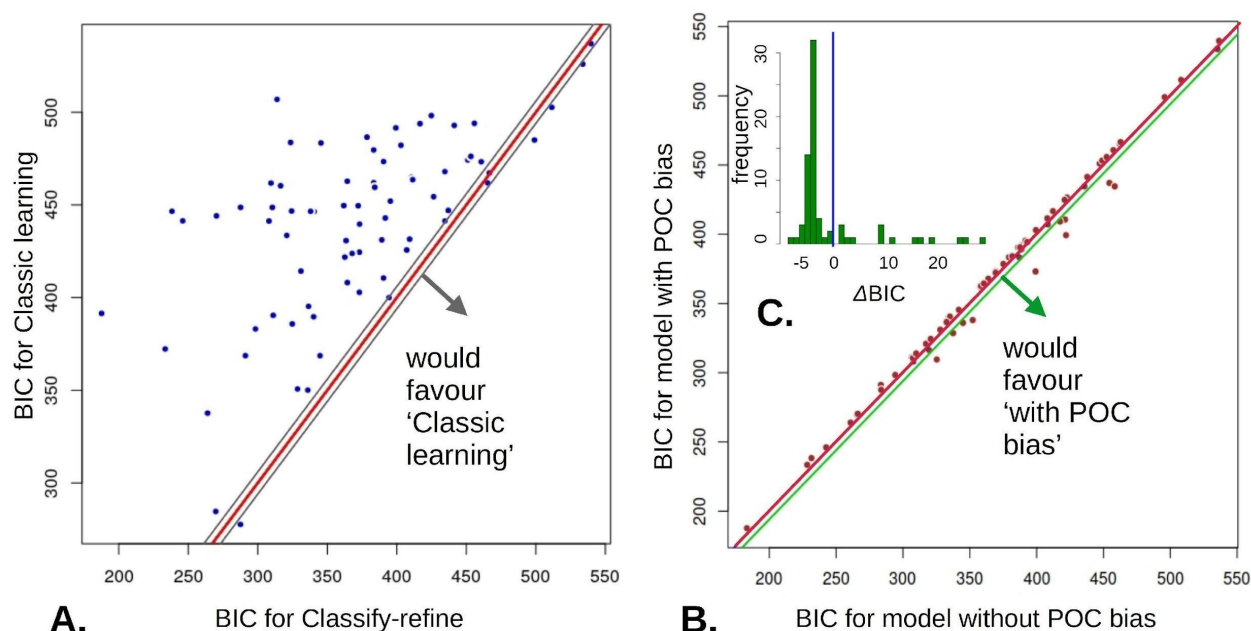 BIC for Classic learning
500
450
400
350
300
would
favour
‘Classic
learning’
200 250 300 350 400 450 500 550
A.
BIC for Classify-refine
BIC for model with POC bias
550
500
450
400
350
300
250
200
frequency
30
20
10
0
-5 0 10 20
ΔBIC
C.
would
favour
‘with POC
bias’
200 250 300 350 400 450 500 550
B.
BIC for model without POC bias